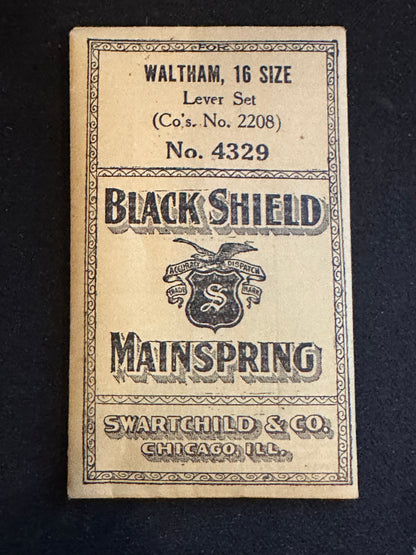 FOR
WALTHAM, 16 SIZE
Lever Set
(Co's. No. 2208)
No. 4329
BLACK SHIELD
ACCURACY DISPATCH
TRADE MARK
S
MAINSPRING
SWARTCHILD & CO.
CHICAGO, ILL.